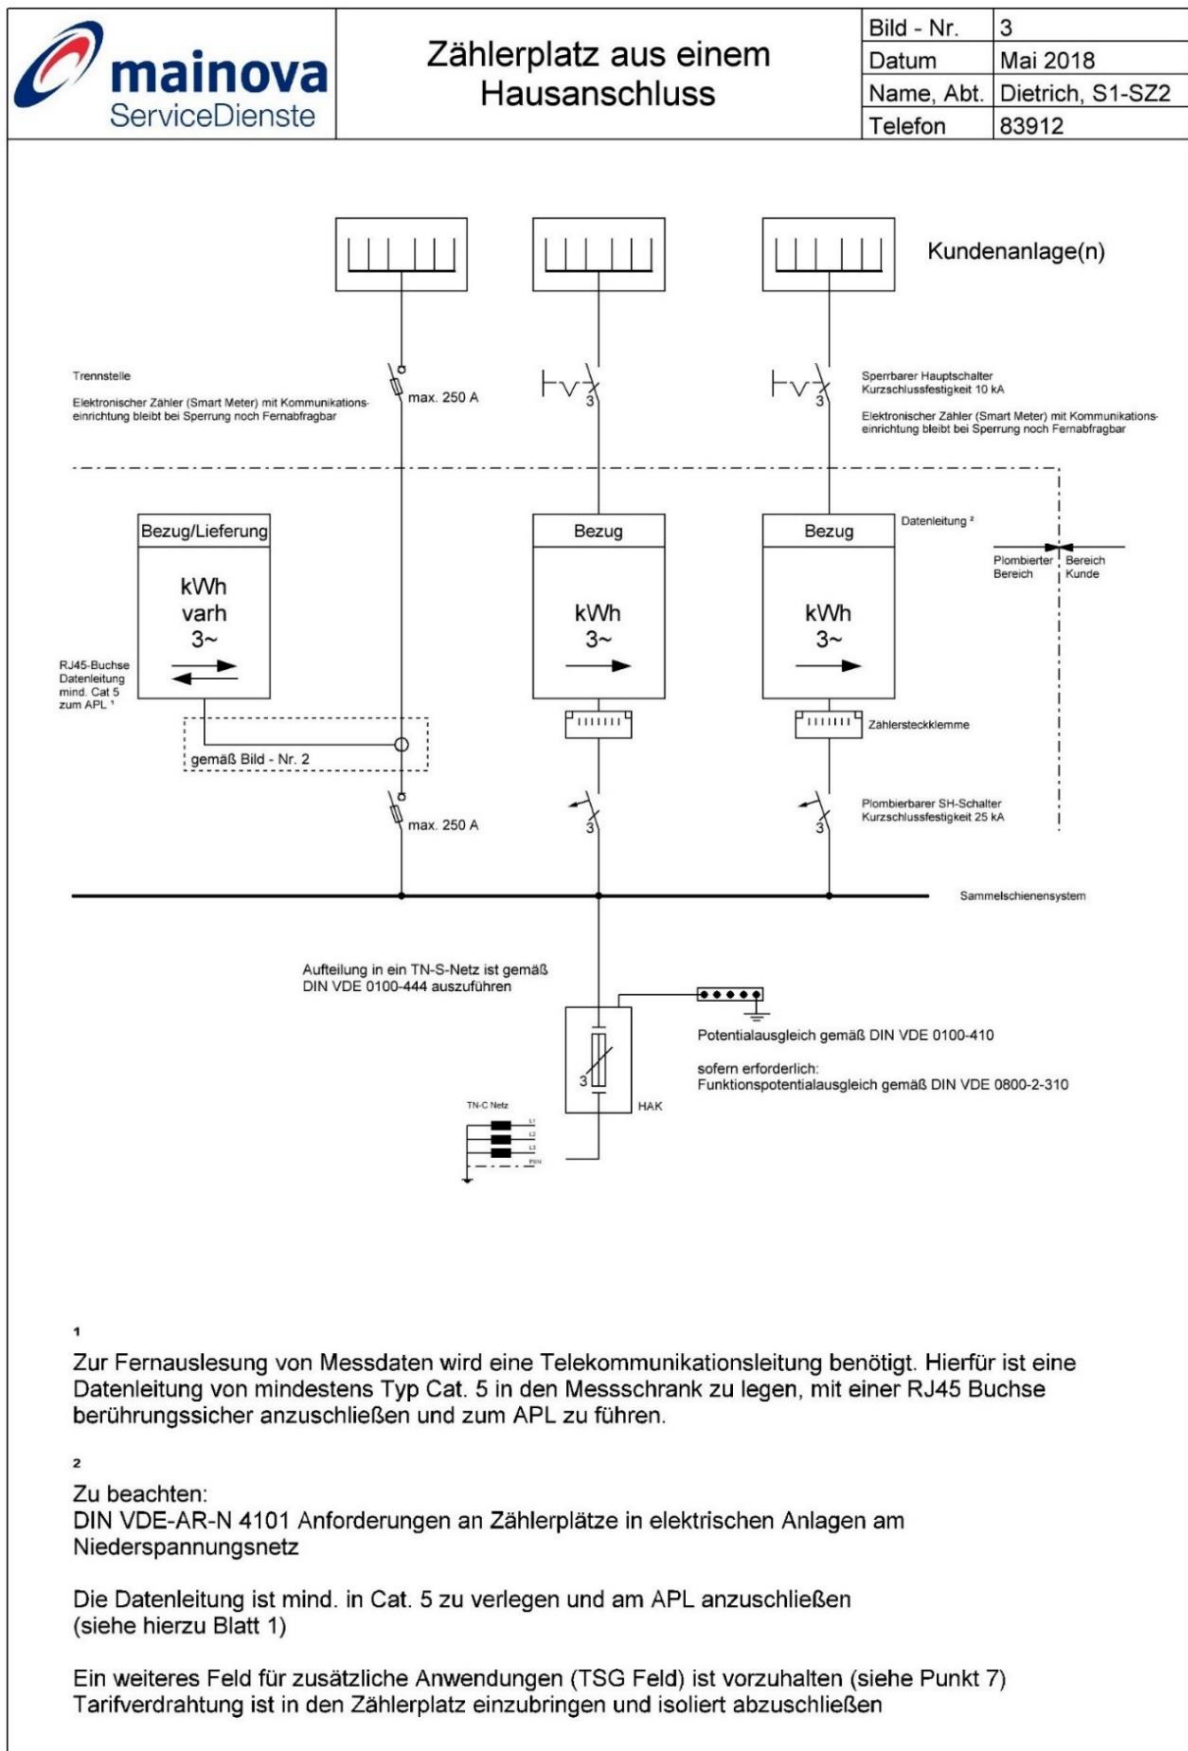 mainova
ServiceDienste
Zählerplatz aus einem
Hausanschluss
Bild - Nr. 3
Datum Mai 2018
Name, Abt. Dietrich, S1-SZ2
Telefon 83912
Kundenanlage(n)
Trennstelle
Elektronischer Zähler (Smart Meter) mit Kommunikations-
einrichtung bleibt bei Sperrung noch Fernabfragbar
max. 250 A
3
3
Sperrbarer Hauptschalter
Kurzschlussfestigkeit 10 kA
Elektronischer Zähler (Smart Meter) mit Kommunikations-
einrichtung bleibt bei Sperrung noch Fernabfragbar
Bezug/Lieferung
kWh
varh
3~
RJ45-Buchse
Datenleitung
mind. Cat 5
zum APL ¹
gemäß Bild - Nr. 2
Bezug
kWh
3~
Bezug
kWh
3~
Datenleitung ²
Plombierter
Bereich
Bereich
Kunde
Zählersteckklemme
max. 250 A
3
3
Plombierbarer SH-Schalter
Kurzschlussfestigkeit 25 kA
Sammelschienensystem
Aufteilung in ein TN-S-Netz ist gemäß
DIN VDE 0100-444 auszuführen
3
HAK
Potentialausgleich gemäß DIN VDE 0100-410
sofern erforderlich:
Funktionspotentialausgleich gemäß DIN VDE 0800-2-310
TN-C Netz
1
Zur Fernauslesung von Messdaten wird eine Telekommunikationsleitung benötigt. Hierfür ist eine
Datenleitung von mindestens Typ Cat. 5 in den Messschrank zu legen, mit einer RJ45 Buchse
berührungssicher anzuschließen und zum APL zu führen.
2
Zu beachten:
DIN VDE-AR-N 4101 Anforderungen an Zählerplätze in elektrischen Anlagen am
Niederspannungsnetz
Die Datenleitung ist mind. in Cat. 5 zu verlegen und am APL anzuschließen
(siehe hierzu Blatt 1)
Ein weiteres Feld für zusätzliche Anwendungen (TSG Feld) ist vorzuhalten (siehe Punkt 7)
Tarifverdrahtung ist in den Zählerplatz einzubringen und isoliert abzuschließen